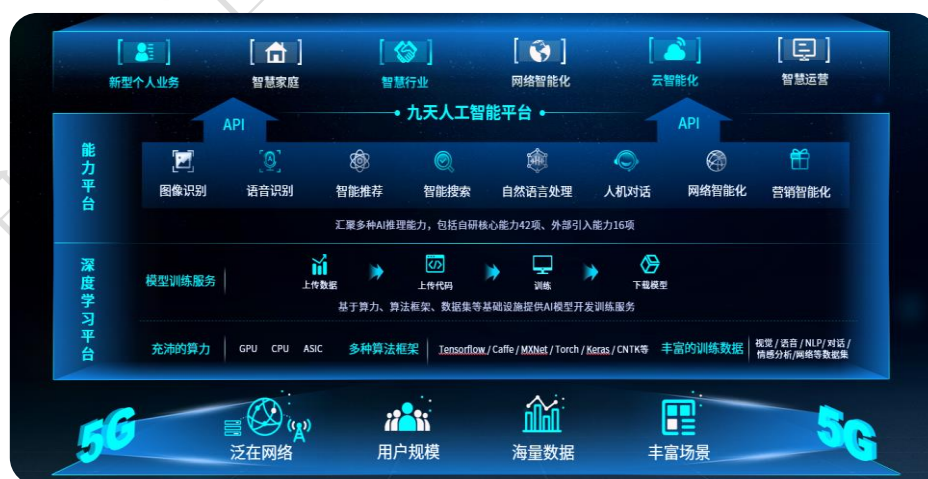 新型个人业务 智慧家庭 智慧行业 网络智能化 云智能化 智慧运营
九天人工智能平台
API API
能力平台
图像识别 语音识别 智能推荐 智能搜索 自然语言处理 人机对话 网络智能化 营销智能化
汇聚多种AI推理能力，包括自研核心能力42项、外部引入能力16项
深度学习平台
模型训练服务 上传数据 上传代码 训练 下载模型
基于算力、算法框架、数据集等基础设施提供AI模型开发训练服务
充沛的算力 GPU CPU ASIC 多种算法框架 Tensorflow / Caffe / MXNet / Torch / Keras / CNTK等 丰富的训练数据 视觉 / 语音 / NLP/ 对话 /
情感分析/网络等数据集
5G 5G
泛在网络 用户规模 海量数据 丰富场景